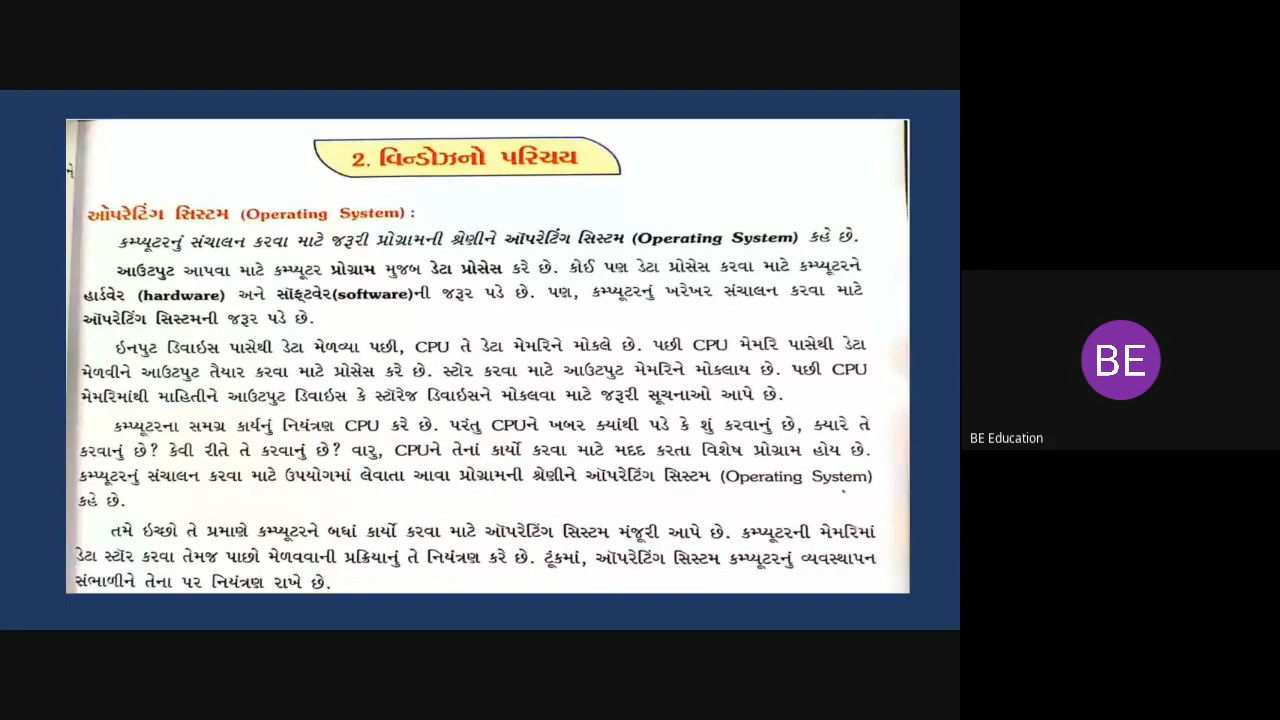 ને
2. વિન્ડોઝનો પરિચય
ઑપરેટિંગ સિસ્ટમ (Operating System) :
કમ્પ્યૂટરનું સંચાલન કરવા માટે જરૂરી પ્રોગ્રામની શ્રેણીને ઑપરેટિંગ સિસ્ટમ (Operating System) કહે છે.
આઉટપુટ આપવા માટે કમ્પ્યૂટર પ્રોગ્રામ મુજબ ડેટા પ્રોસેસ કરે છે. કોઈ પણ ડેટા પ્રોસેસ કરવા માટે કમ્પ્યૂટરને
હાર્ડવેર (hardware) અને સૉફ્ટવેર(software)ની જરૂર પડે છે. પણ, કમ્પ્યૂટરનું ખરેખર સંચાલન કરવા માટે
ઑપરેટિંગ સિસ્ટમની જરૂર પડે છે.
ઇનપુટ ડિવાઇસ પાસેથી ડેટા મેળવ્યા પછી, CPU તે ડેટા મેમરિને મોકલે છે. પછી CPU મેમરિ પાસેથી ડેટા
મેળવીને આઉટપુટ તૈયાર કરવા માટે પ્રોસેસ કરે છે. સ્ટોર કરવા માટે આઉટપુટ મેમરિને મોકલાય છે. પછી CPU
મેમરિમાંથી માહિતીને આઉટપુટ ડિવાઇસ કે સ્ટૉરેજ ડિવાઇસને મોકલવા માટે જરૂરી સૂચનાઓ આપે છે.
કમ્પ્યૂટરના સમગ્ર કાર્યનું નિયંત્રણ CPU કરે છે. પરંતુ CPUને ખબર ક્યાંથી પડે કે શું કરવાનું છે, ક્યારે તે
કરવાનું છે? કેવી રીતે તે કરવાનું છે? વારુ, CPUને તેનાં કાર્યો કરવા માટે મદદ કરતા વિશેષ પ્રોગ્રામ હોય છે.
કમ્પ્યૂટરનું સંચાલન કરવા માટે ઉપયોગમાં લેવાતા આવા પ્રોગ્રામની શ્રેણીને ઑપરેટિંગ સિસ્ટમ (Operating System)
કહે છે.
તમે ઇચ્છો તે પ્રમાણે કમ્પ્યૂટરને બધાં કાર્યો કરવા માટે ઑપરેટિંગ સિસ્ટમ મંજૂરી આપે છે. કમ્પ્યૂટરની મેમરિમાં
ડેટા સ્ટૉર કરવા તેમજ પાછો મેળવવાની પ્રક્રિયાનું તે નિયંત્રણ કરે છે. ટૂંકમાં, ઑપરેટિંગ સિસ્ટમ કમ્પ્યૂટરનું વ્યવસ્થાપન
સંભાળીને તેના પર નિયંત્રણ રાખે છે.
BE
BE Education